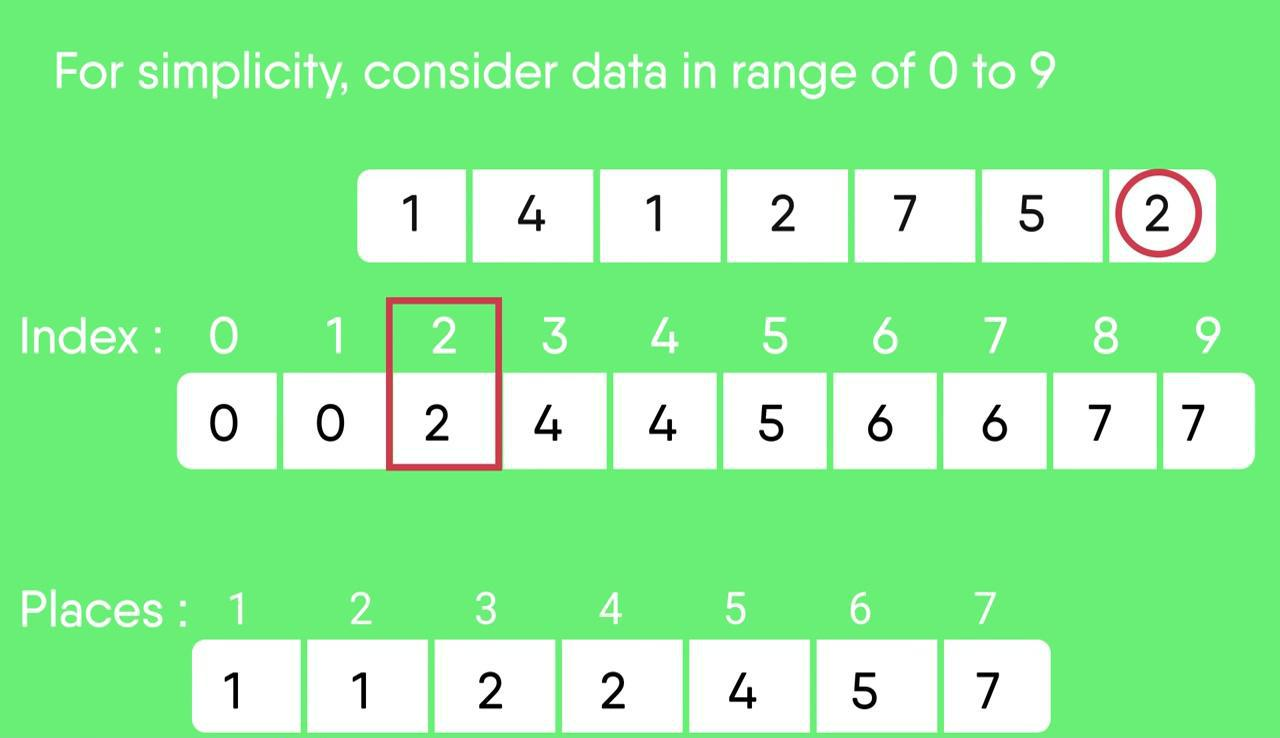 For simplicity, consider data in range of 0 to 9
1 4 1 2 7 5 2
Index : 0 1 2 3 4 5 6 7 8 9
0 0 2 4 4 5 6 6 7 7
Places : 1 2 3 4 5 6 7
1 1 2 2 4 5 7